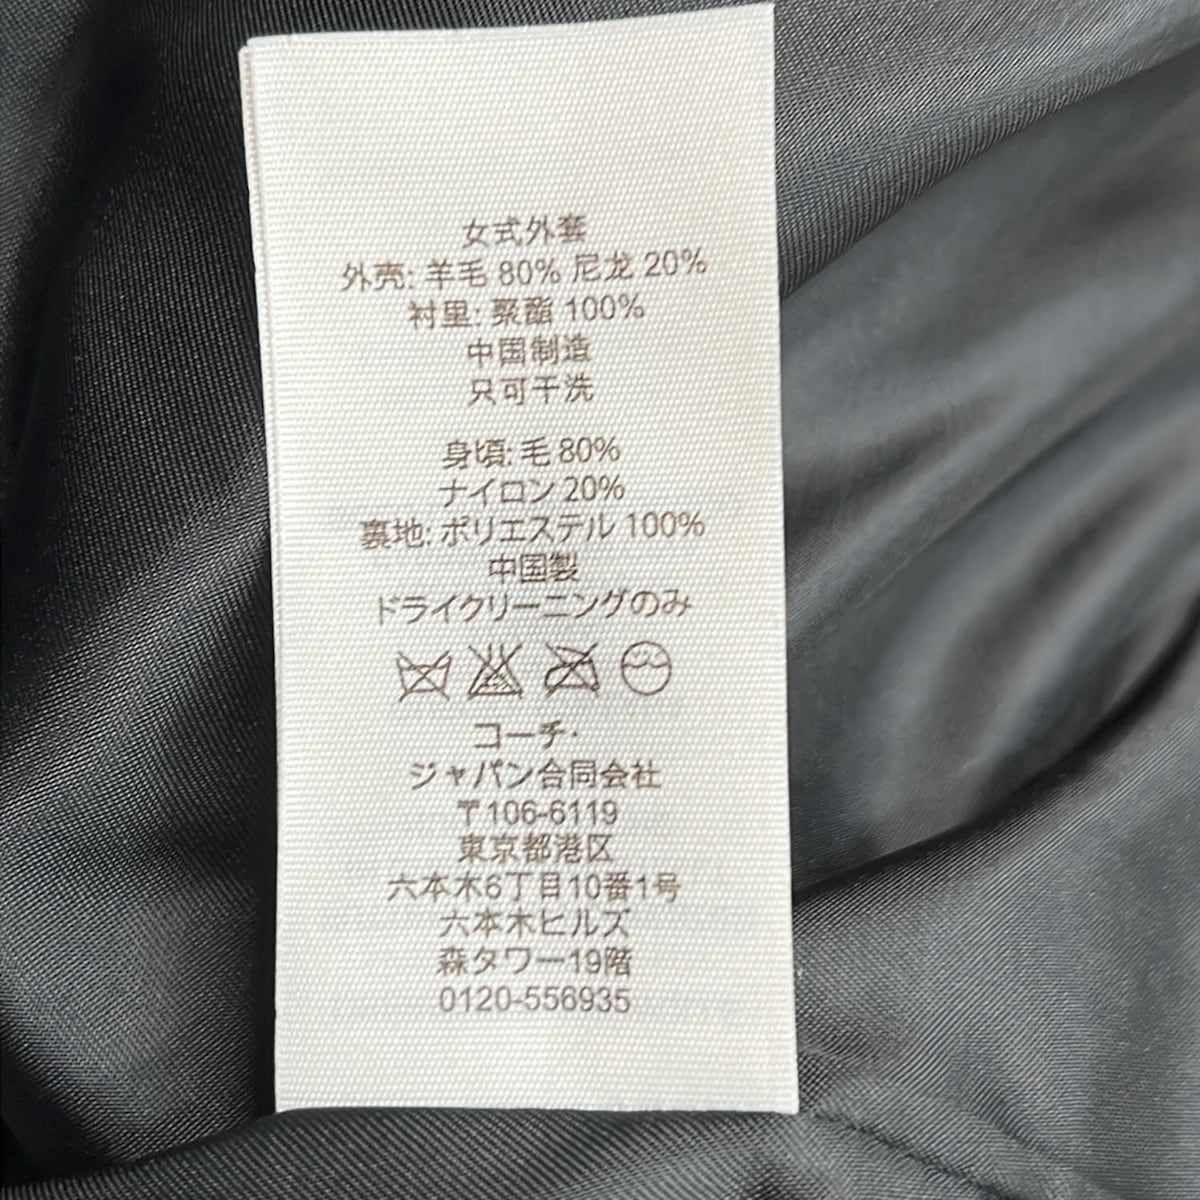 女式外套
外壳: 羊毛 80% 尼龙 20%
衬里: 聚酯 100%
中国制造
只可干洗
身頃: 毛 80%
ナイロン 20%
裏地: ポリエステル 100%
中国製
ドライクリーニングのみ
コーチ・
ジャパン合同会社
〒106-6119
東京都港区
六本木6丁目10番1号
六本木ヒルズ
森タワー19階
0120-556935